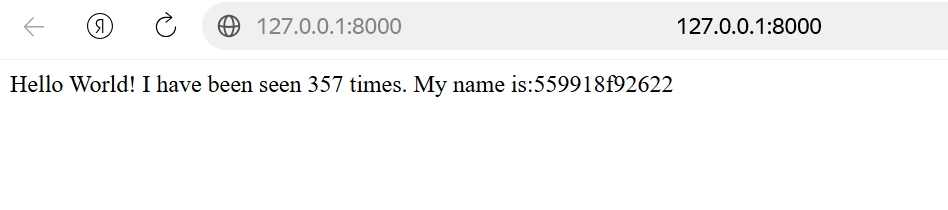 Я 127.0.0.1:8000 127.0.0.1:8000
Hello World! I have been seen 357 times. My name is:559918f92622